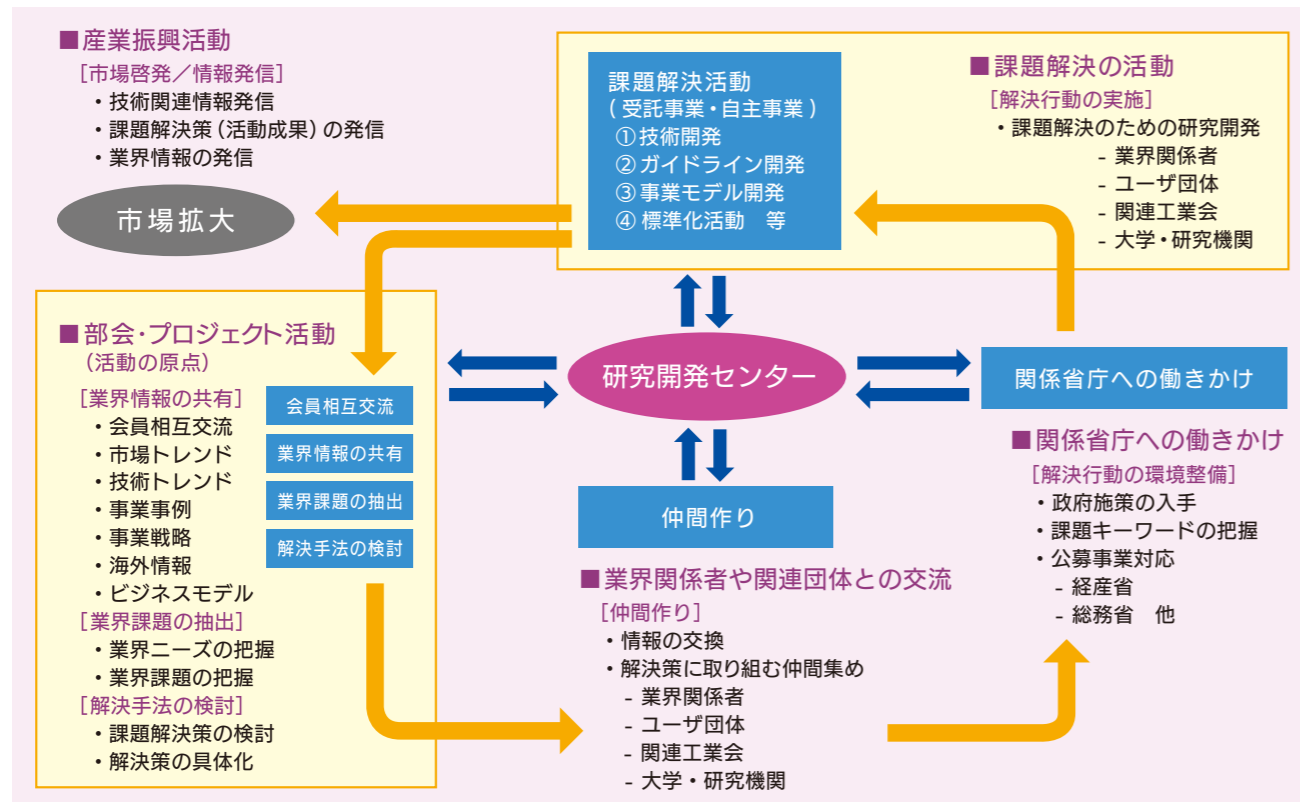 ■産業振興活動
［市場啓発／情報発信］
・技術関連情報発信
・課題解決策（活動成果）の発信
・業界情報の発信
市場拡大
課題解決活動
( 受託事業・自主事業 )
①技術開発
②ガイドライン開発
③事業モデル開発
④標準化活動　等
■課題解決の活動
［解決行動の実施］
・課題解決のための研究開発
- 業界関係者
- ユーザ団体
- 関連工業会
- 大学・研究機関
■部会・プロジェクト活動
（活動の原点）
［業界情報の共有］
・会員相互交流
・市場トレンド
・技術トレンド
・事業事例
・事業戦略
・海外情報
・ビジネスモデル
［業界課題の抽出］
・業界ニーズの把握
・業界課題の把握
［解決手法の検討］
・課題解決策の検討
・解決策の具体化
会員相互交流
業界情報の共有
業界課題の抽出
解決手法の検討
研究開発センター
仲間作り
■業界関係者や関連団体との交流
［仲間作り］
・情報の交換
・解決策に取り組む仲間集め
- 業界関係者
- ユーザ団体
- 関連工業会
- 大学・研究機関
関係省庁への働きかけ
■関係省庁への働きかけ
［解決行動の環境整備］
・政府施策の入手
・課題キーワードの把握
・公募事業対応
- 経産省
- 総務省　他